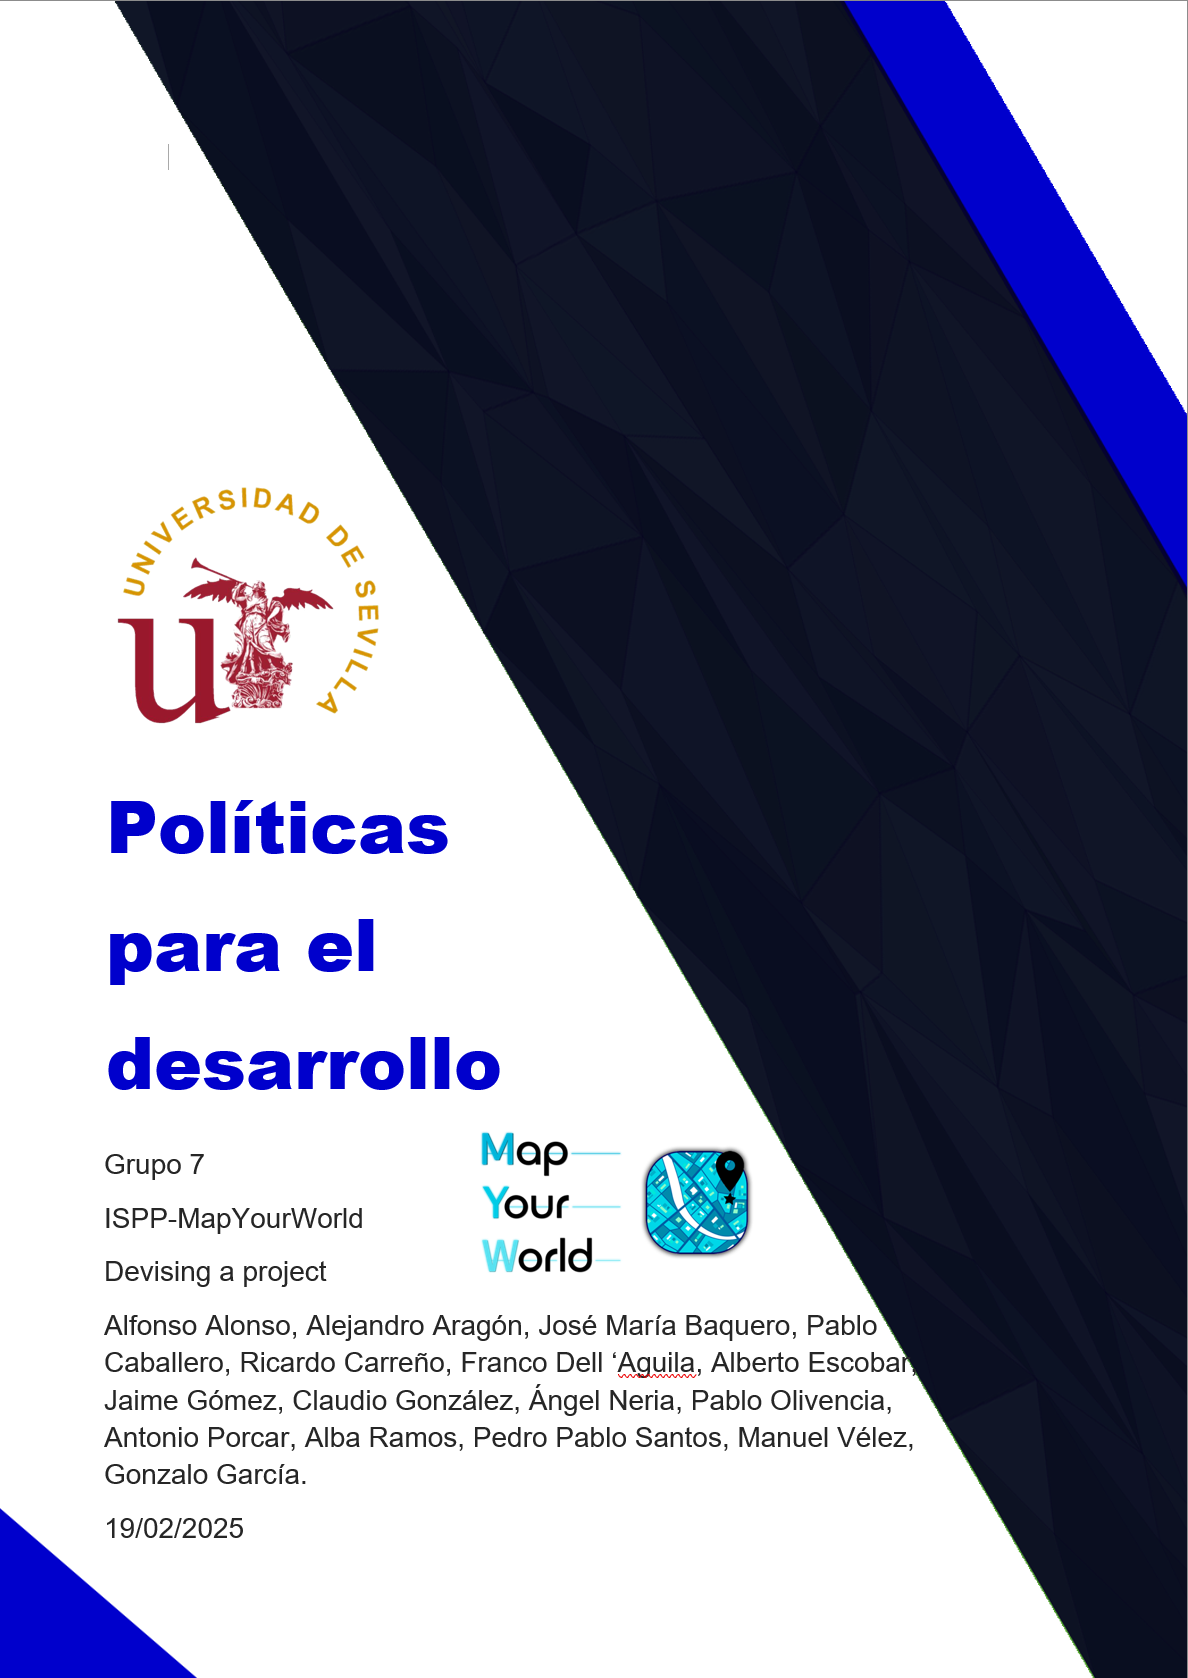 UNIVERSIDAD DE SEVILLA
u
Políticas
para el
desarrollo
Map
Your
World
Grupo 7
ISPP-MapYourWorld
Devising a project
Alfonso Alonso, Alejandro Aragón, José María Baquero, Pablo
Caballero, Ricardo Carreño, Franco Dell ‘Aguila, Alberto Escobar,
Jaime Gómez, Claudio González, Ángel Neria, Pablo Olivencia,
Antonio Porcar, Alba Ramos, Pedro Pablo Santos, Manuel Vélez,
Gonzalo García.
19/02/2025